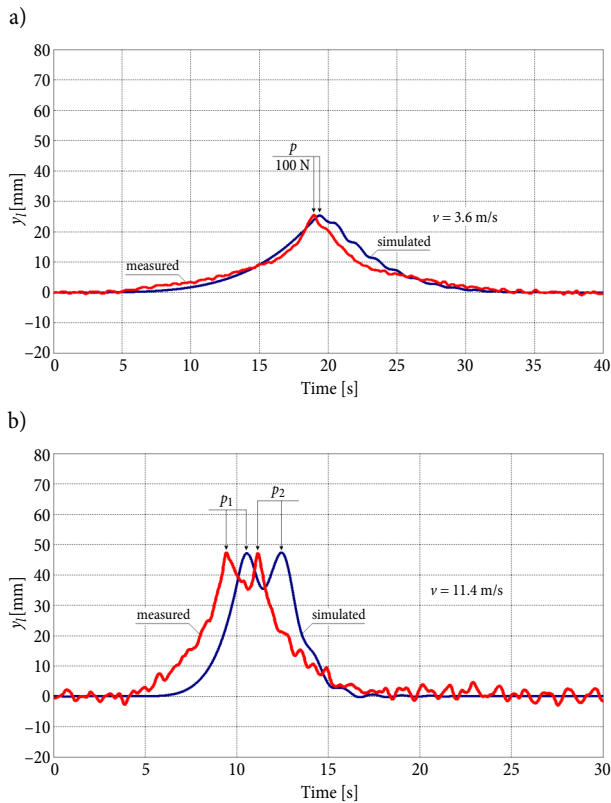 a)
80
70
60
50
40
30
20
10
0
−10
−20
y_l [mm]
p
100 N
v = 3.6 m/s
measured
simulated
0 5 10 15 20 25 30 35 40
Time [s]
b)
80
70
60
50
40
30
20
10
0
−10
−20
y_l [mm]
p_1 p_2
v = 11.4 m/s
measured
simulated
0 5 10 15 20 25 30
Time [s]